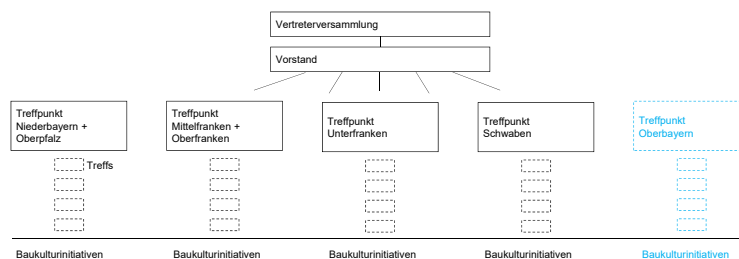 Vertreterversammlung
Vorstand
Treffpunkt
Niederbayern +
Oberpfalz
Treffpunkt
Mittelfranken +
Oberfranken
Treffpunkt
Unterfranken
Treffpunkt
Schwaben
Treffpunkt
Oberbayern
Treffs
Baukulturinitiativen
Baukulturinitiativen
Baukulturinitiativen
Baukulturinitiativen
Baukulturinitiativen